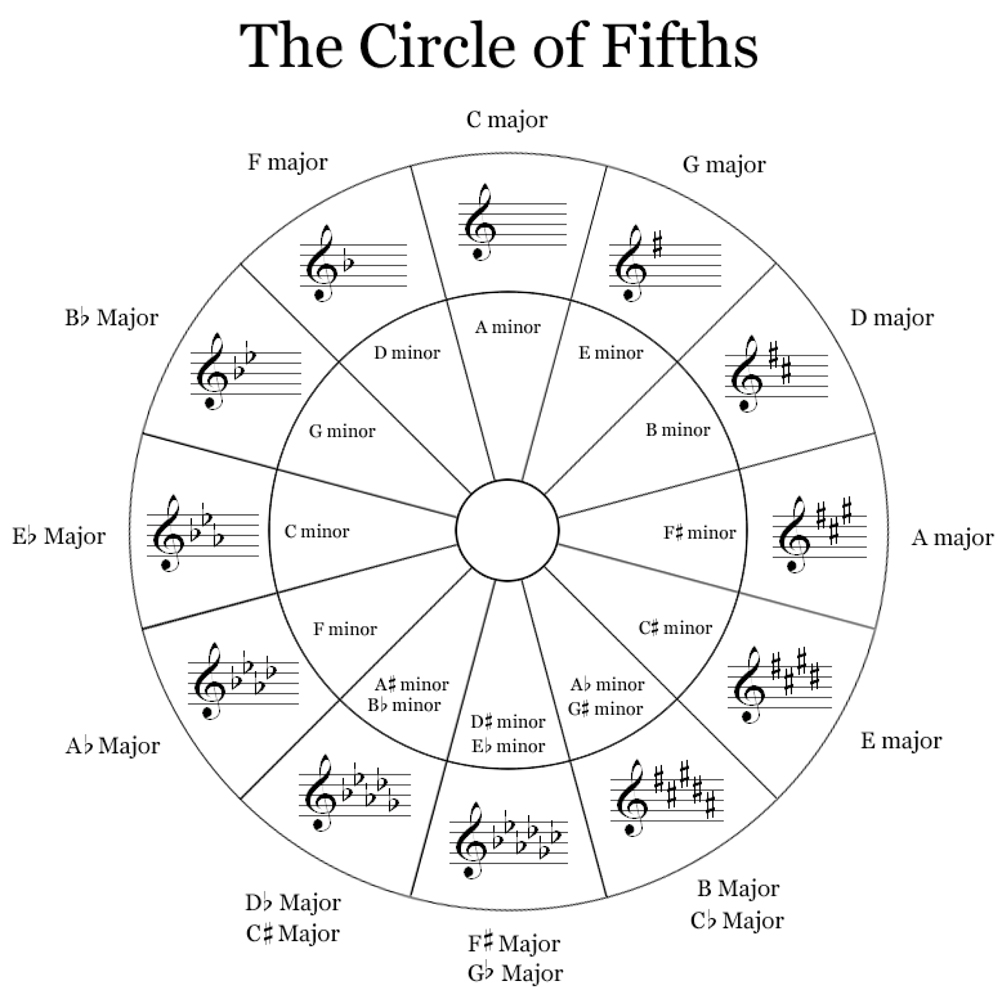 The Circle of Fifths
C major
F major
G major
B♭ Major
D major
A minor
D minor
E minor
G minor
B minor
E♭ Major
C minor
F♯ minor
A major
F minor
C♯ minor
A♯ minor
B♭ minor
A♭ minor
G♯ minor
D♯ minor
E♭ minor
A♭ Major
E major
D♭ Major
C♯ Major
B Major
C♭ Major
F♯ Major
G♭ Major